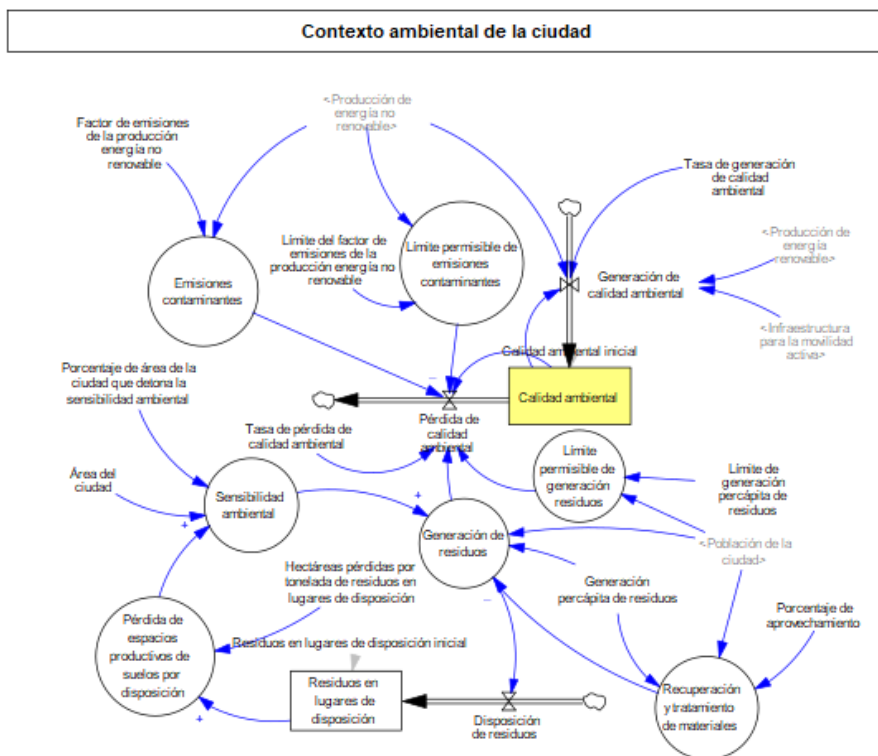 Contexto ambiental de la ciudad
<Producción de
energía no
renovable>
Factor de emisiones
de la producción
energía no
renovable
Tasa de generación
de calidad
ambiental
Límite del factor de
emisiones de la
producción energía no
renovable
Límite permisible de
emisiones
contaminantes
<Producción de
energía
renovable>
Emisiones
contaminantes
Generación de
calidad ambiental
<Infraestructura
para la movilidad
activa>
Calidad ambiental inicial
Porcentaje de área de la
ciudad que detona la
sensibilidad ambiental
–
Calidad ambiental
Tasa de pérdida de
calidad ambiental
Pérdida de
calidad
ambiental
Límite
permisible de
generación
residuos
Límite de
generación
percápita de
residuos
Área del
ciudad
+
Sensibilidad
ambiental
+
Generación de
residuos
<Población de la
ciudad>
Hectáreas pérdidas por
tonelada de residuos en
lugares de disposición
Generación
percápita de residuos
–
Porcentaje de
aprovechamiento
Pérdida de
espacios
productivos de
suelos por
disposición
Residuos en lugares de disposición inicial
Residuos en
lugares de
disposición
+
Disposición
de residuos
Recuperación
y tratamiento
de materiales